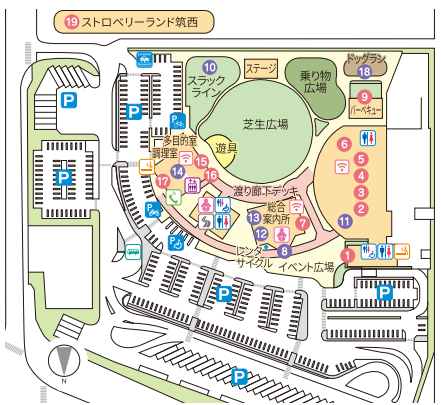 19 ストロベリーランド筑西
10
スラック
ライン
ステージ
乗り物
広場
ドッグラン
18
9
バーベキュー
P
P
P
P
芝生広場
遊具
多目的室
調理室
15
14
16
17
6
5
4
3
2
11
渡り廊下デッキ
総合
案内所
13
12
7
8
レンタ
サイクル
イベント広場
1
P
P
P
N